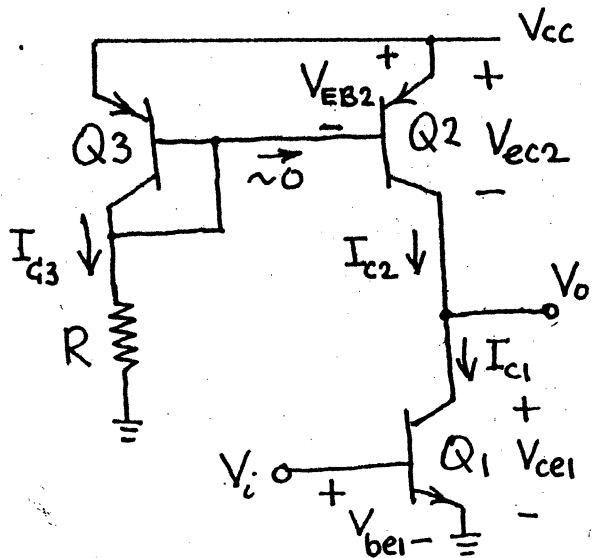 Vcc
+
VEB2
-
+
Q3
Q2
Vec2
-
~0
IC3
IC2
Vo
R
IC1
+
Q1
Vce1
-
Vi
+
Vbe1
-